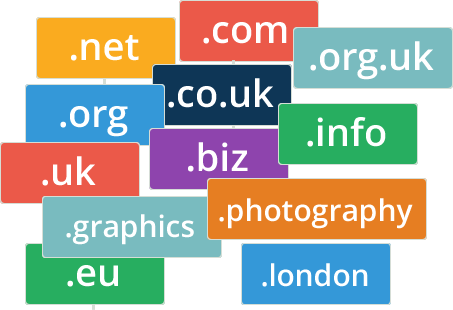 .com
.net
.org.uk
.co.uk
.org
.info
.biz
.uk
.photography
.graphics
.eu
.london